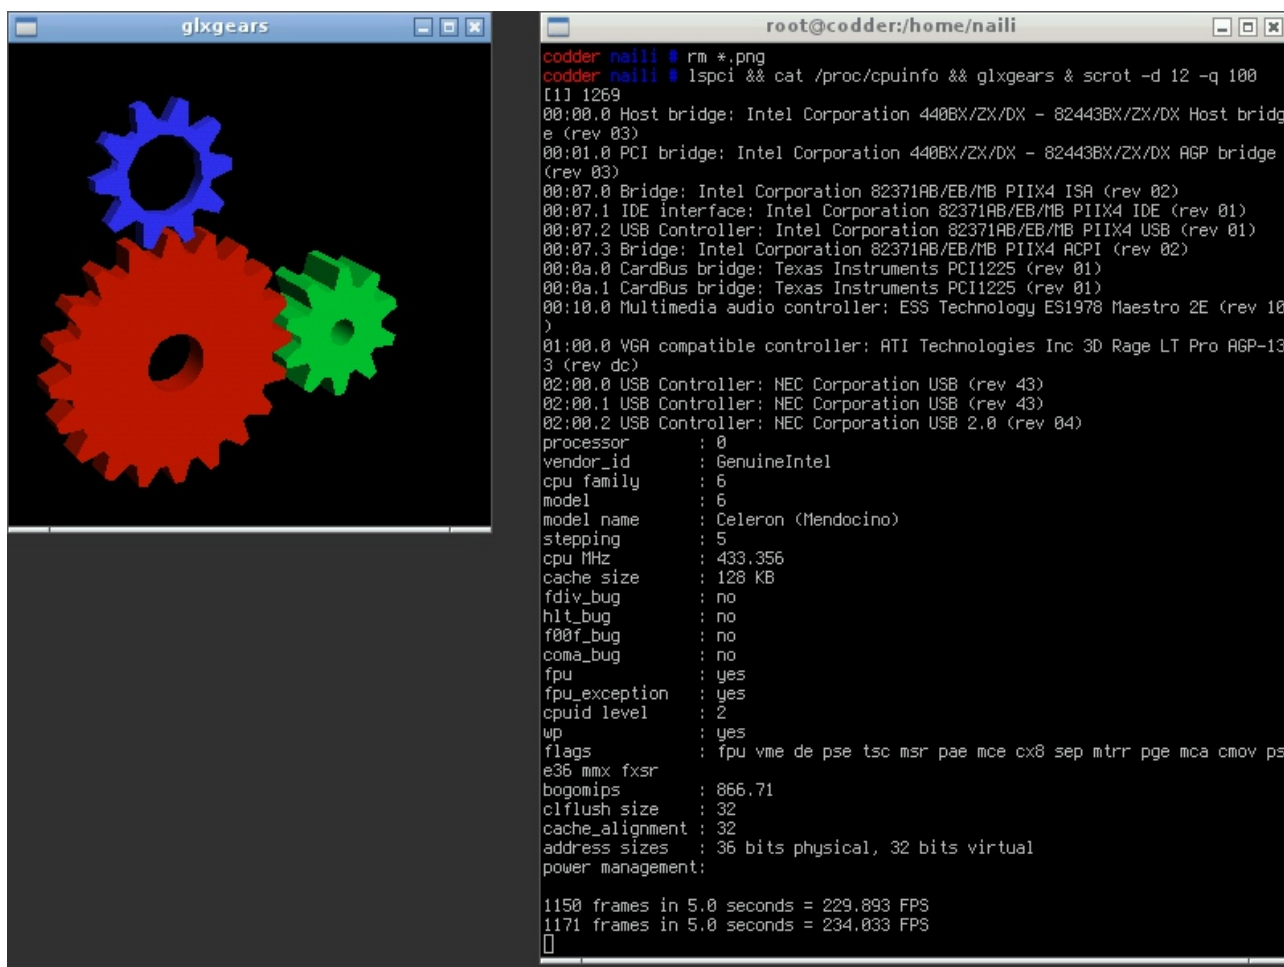 glxgears
root@codder:/home/naili
codder naili # rm *.png
codder naili # lspci && cat /proc/cpuinfo && glxgears & scrot -d 12 -q 100
[1] 1269
00:00.0 Host bridge: Intel Corporation 440BX/ZX/DX - 82443BX/ZX/DX Host bridg
e (rev 03)
00:01.0 PCI bridge: Intel Corporation 440BX/ZX/DX - 82443BX/ZX/DX AGP bridge
(rev 03)
00:07.0 Bridge: Intel Corporation 82371AB/EB/MB PIIX4 ISA (rev 02)
00:07.1 IDE interface: Intel Corporation 82371AB/EB/MB PIIX4 IDE (rev 01)
00:07.2 USB Controller: Intel Corporation 82371AB/EB/MB PIIX4 USB (rev 01)
00:07.3 Bridge: Intel Corporation 82371AB/EB/MB PIIX4 ACPI (rev 02)
00:0a.0 CardBus bridge: Texas Instruments PCI1225 (rev 01)
00:0a.1 CardBus bridge: Texas Instruments PCI1225 (rev 01)
00:10.0 Multimedia audio controller: ESS Technology ES1978 Maestro 2E (rev 10
)
01:00.0 VGA compatible controller: ATI Technologies Inc 3D Rage LT Pro AGP-13
3 (rev dc)
02:00.0 USB Controller: NEC Corporation USB (rev 43)
02:00.1 USB Controller: NEC Corporation USB (rev 43)
02:00.2 USB Controller: NEC Corporation USB 2.0 (rev 04)
processor : 0
vendor_id : GenuineIntel
cpu family : 6
model : 6
model name : Celeron (Mendocino)
stepping : 5
cpu MHz : 433.356
cache size : 128 KB
fdiv_bug : no
hlt_bug : no
f00f_bug : no
coma_bug : no
fpu : yes
fpu_exception : yes
cpuid level : 2
wp : yes
flags : fpu vme de pse tsc msr pae mce cx8 sep mtrr pge mca cmov ps
e36 mmx fxsr
bogomips : 866.71
clflush size : 32
cache_alignment : 32
address sizes : 36 bits physical, 32 bits virtual
power management:
1150 frames in 5.0 seconds = 229.893 FPS
1171 frames in 5.0 seconds = 234.033 FPS